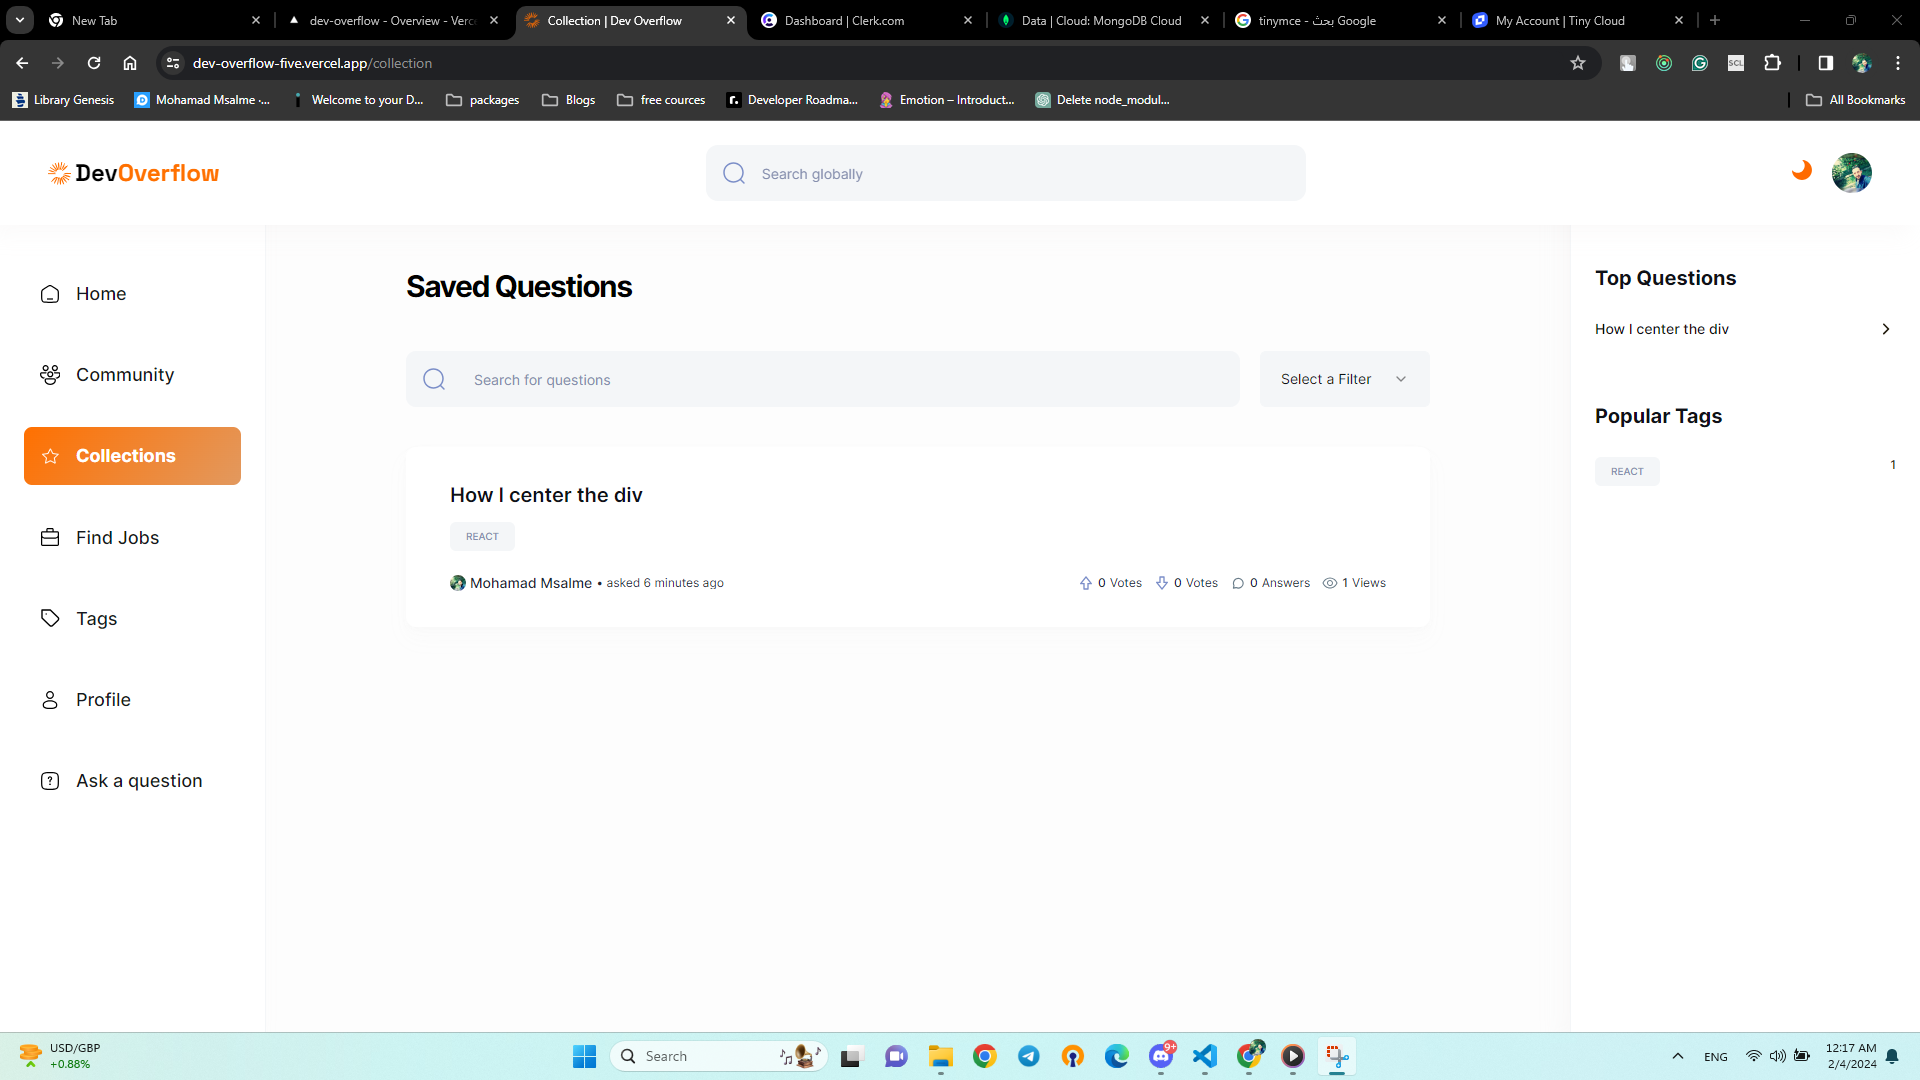 New Tab
dev-overflow - Overview - Verce
Collection | Dev Overflow
Dashboard | Clerk.com
Data | Cloud: MongoDB Cloud
tinymce - بحث Google
My Account | Tiny Cloud
dev-overflow-five.vercel.app/collection
SCL
Library Genesis
Mohamad Msalme -...
Welcome to your D...
packages
Blogs
free cources
Developer Roadma...
Emotion – Introduct...
Delete node_modul...
All Bookmarks
DevOverflow
Search globally
Home
Community
Collections
Find Jobs
Tags
Profile
Ask a question
Saved Questions
Search for questions
Select a Filter
How I center the div
REACT
Mohamad Msalme • asked 6 minutes ago
0 Votes
0 Votes
0 Answers
1 Views
Top Questions
How I center the div
Popular Tags
REACT
1
USD/GBP
+0.88%
Search
9+
ENG
12:17 AM
2/4/2024